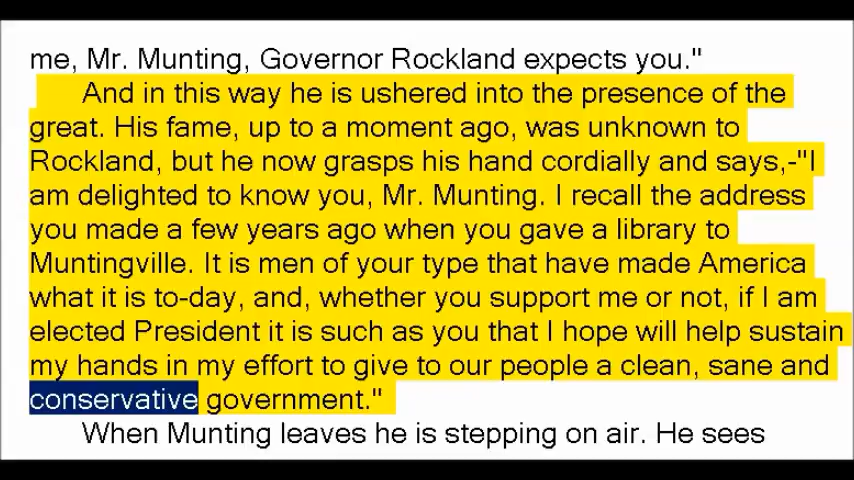 me, Mr. Munting, Governor Rockland expects you."
And in this way he is ushered into the presence of the
great. His fame, up to a moment ago, was unknown to
Rockland, but he now grasps his hand cordially and says,-"I
am delighted to know you, Mr. Munting. I recall the address
you made a few years ago when you gave a library to
Muntingville. It is men of your type that have made America
what it is to-day, and, whether you support me or not, if I am
elected President it is such as you that I hope will help sustain
my hands in my effort to give to our people a clean, sane and
conservative government."
When Munting leaves he is stepping on air. He sees